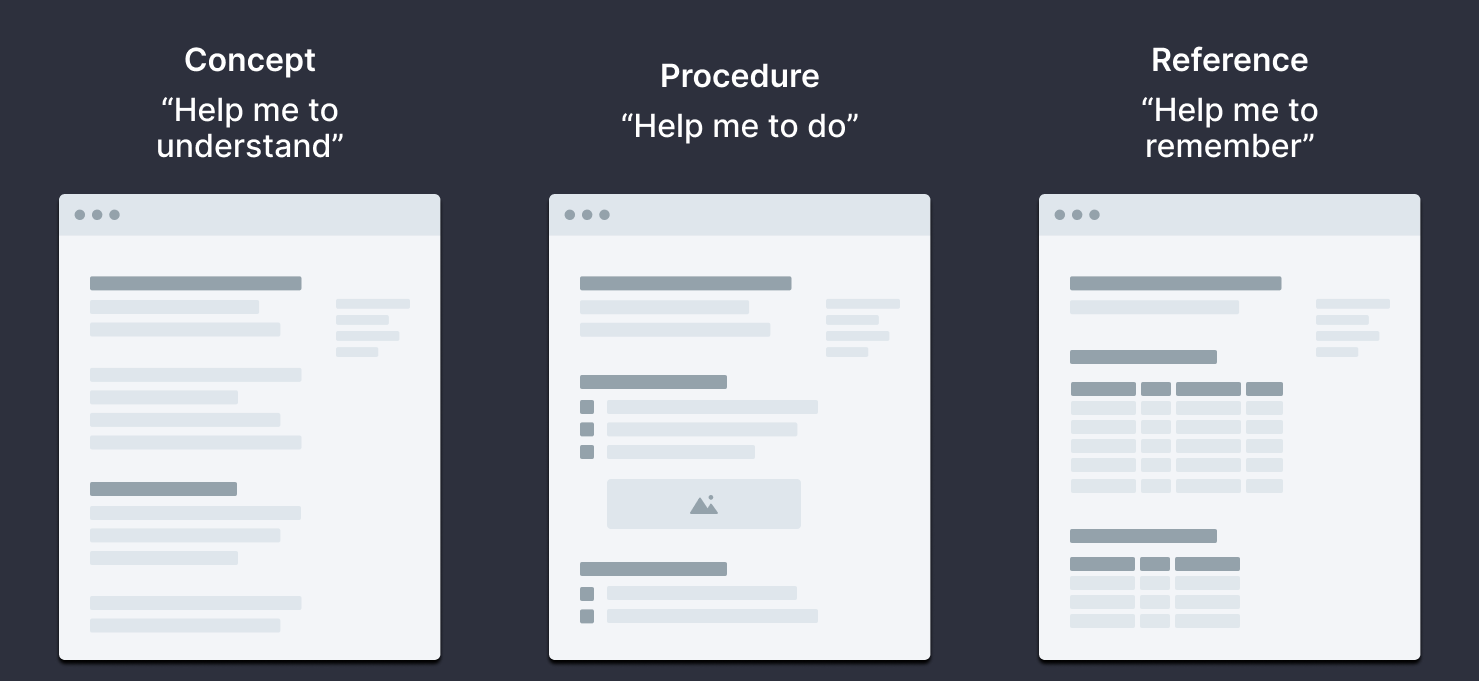 Concept
“Help me to
understand”
Procedure
“Help me to do”
Reference
“Help me to
remember”